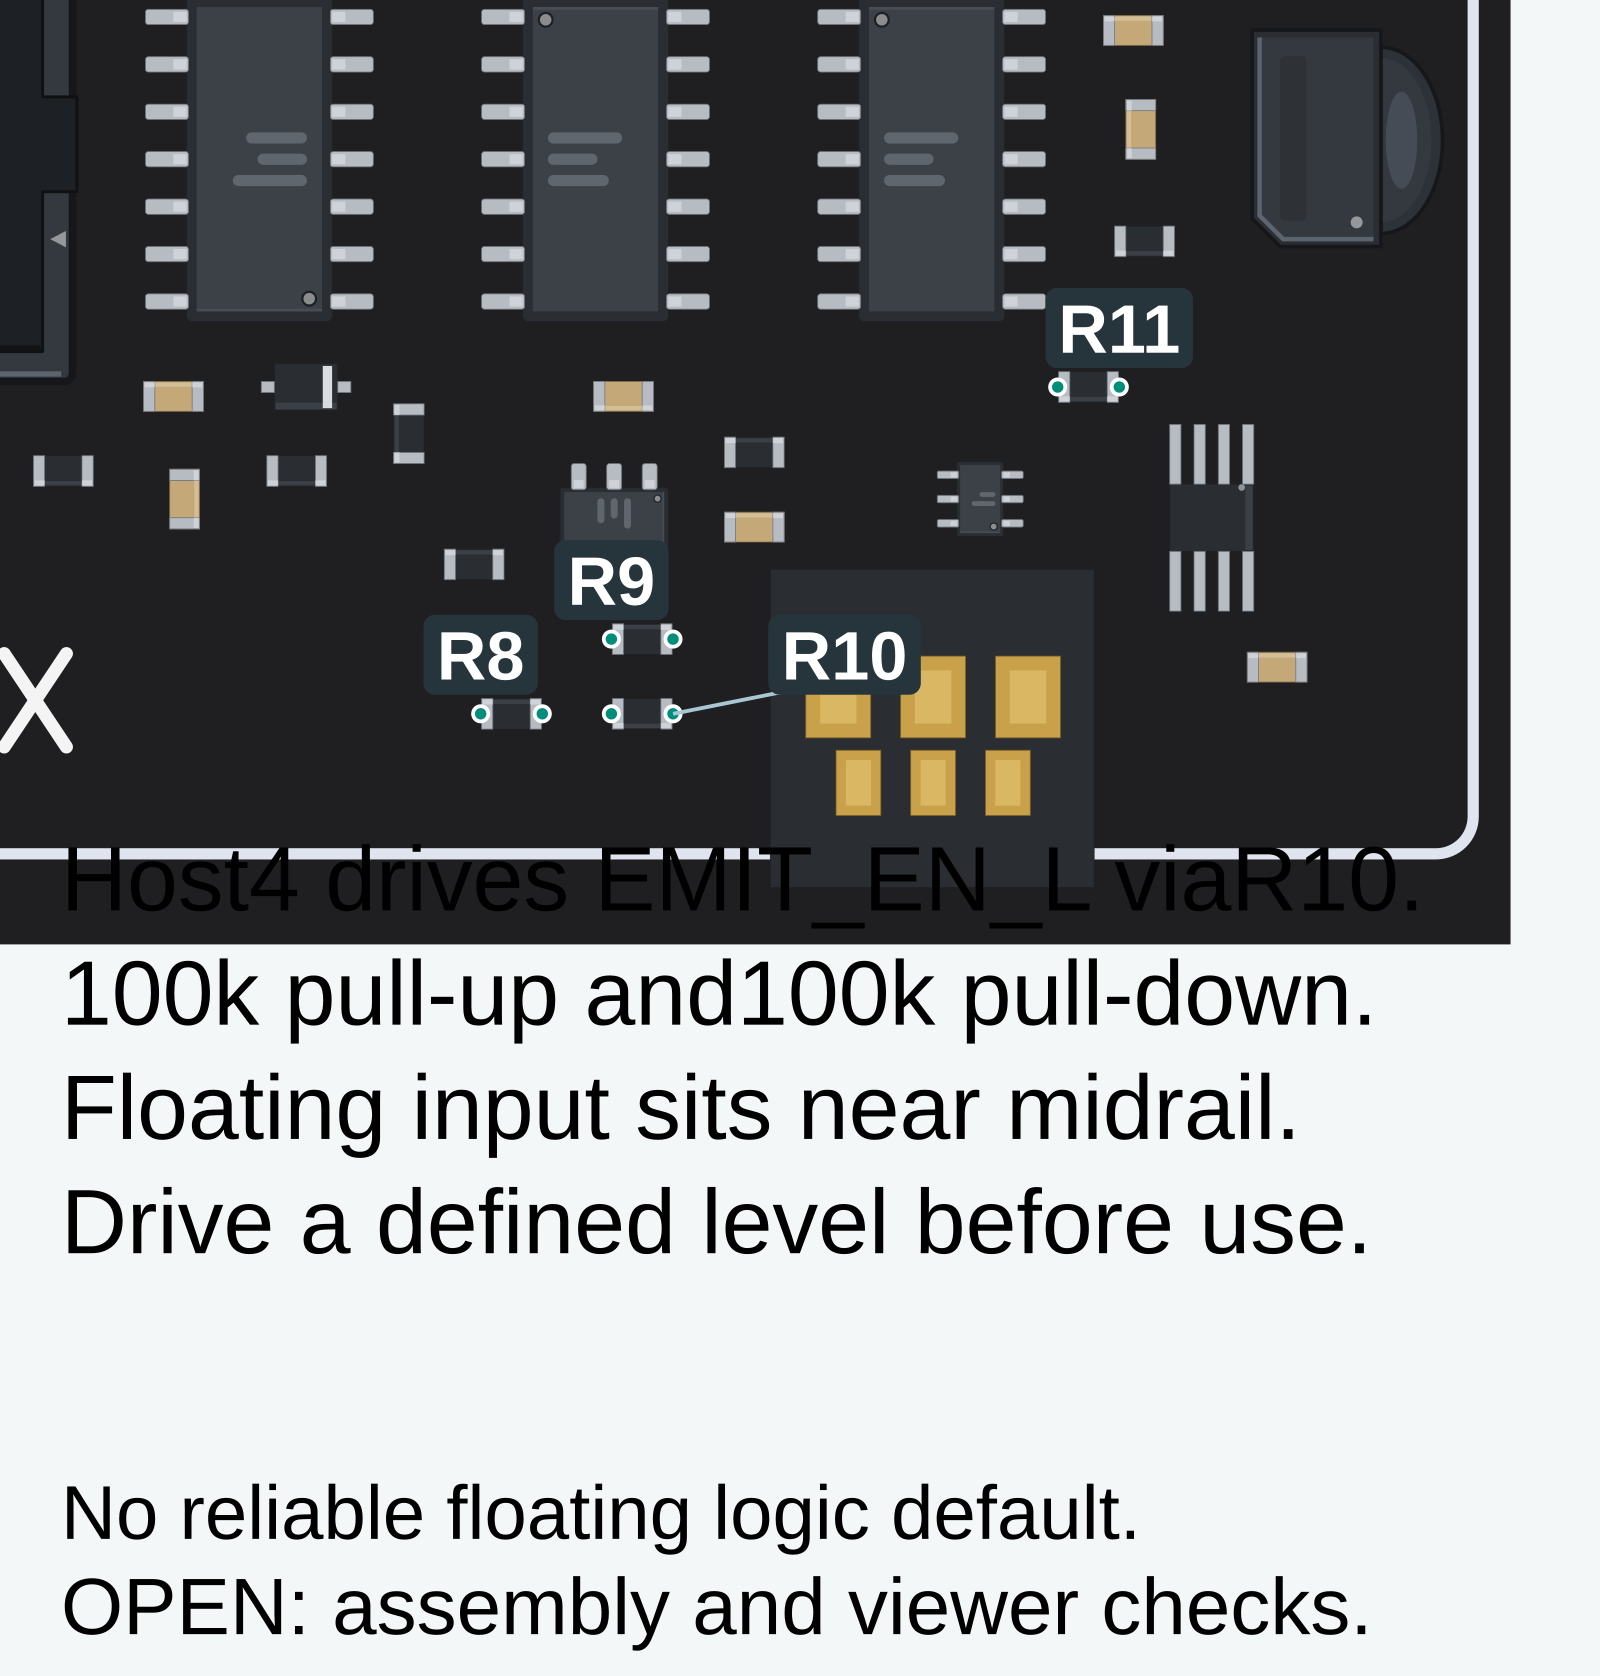 R11
R9
R8
R10
X
Host4 drives EMIT_EN_L viaR10.
100k pull-up and100k pull-down.
Floating input sits near midrail.
Drive a defined level before use.
No reliable floating logic default.
OPEN: assembly and viewer checks.